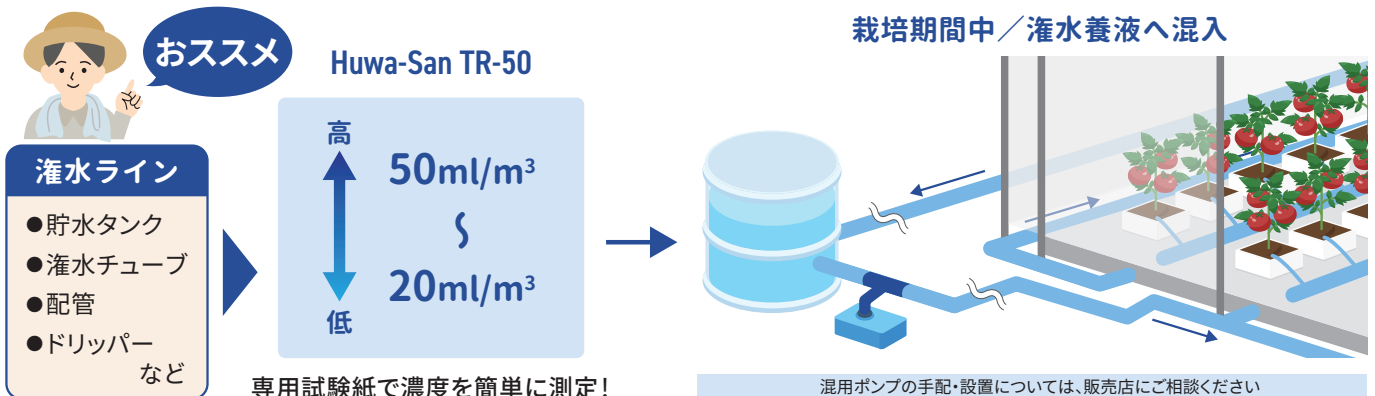 おススメ
潅水ライン
●貯水タンク
●潅水チューブ
●配管
●ドリッパー
など
Huwa-San TR-50
高
50ml/m³
〜
20ml/m³
低
専用試験紙で濃度を簡単に測定！
栽培期間中／潅水養液へ混入
混用ポンプの手配・設置については、販売店にご相談ください